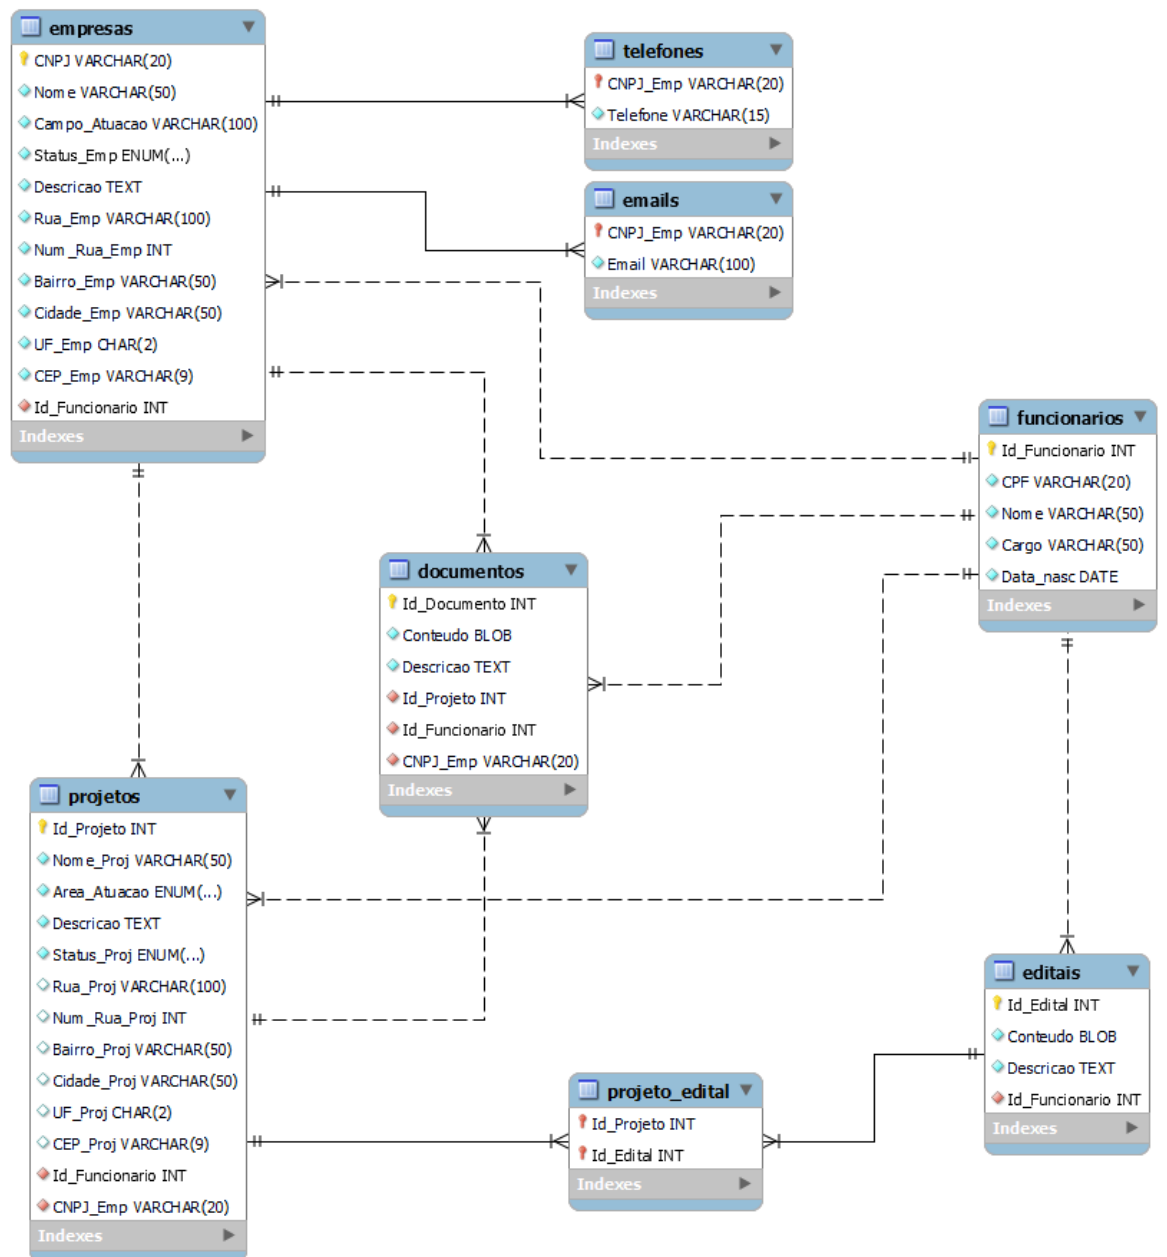 empresas
CNPJ VARCHAR(20)
Nome VARCHAR(50)
Campo_Atuacao VARCHAR(100)
Status_Emp ENUM(...)
Descricao TEXT
Rua_Emp VARCHAR(100)
Num_Rua_Emp INT
Bairro_Emp VARCHAR(50)
Cidade_Emp VARCHAR(50)
UF_Emp CHAR(2)
CEP_Emp VARCHAR(9)
Id_Funcionario INT
Indexes
telefones
CNPJ_Emp VARCHAR(20)
Telefone VARCHAR(15)
Indexes
emails
CNPJ_Emp VARCHAR(20)
Email VARCHAR(100)
Indexes
funcionarios
Id_Funcionario INT
CPF VARCHAR(20)
Nome VARCHAR(50)
Cargo VARCHAR(50)
Data_nasc DATE
Indexes
documentos
Id_Documento INT
Conteudo BLOB
Descricao TEXT
Id_Projeto INT
Id_Funcionario INT
CNPJ_Emp VARCHAR(20)
Indexes
projetos
Id_Projeto INT
Nome_Proj VARCHAR(50)
Area_Atuacao ENUM(...)
Descricao TEXT
Status_Proj ENUM(...)
Rua_Proj VARCHAR(100)
Num_Rua_Proj INT
Bairro_Proj VARCHAR(50)
Cidade_Proj VARCHAR(50)
UF_Proj CHAR(2)
CEP_Proj VARCHAR(9)
Id_Funcionario INT
CNPJ_Emp VARCHAR(20)
Indexes
projeto_edital
Id_Projeto INT
Id_Edital INT
Indexes
editais
Id_Edital INT
Conteudo BLOB
Descricao TEXT
Id_Funcionario INT
Indexes